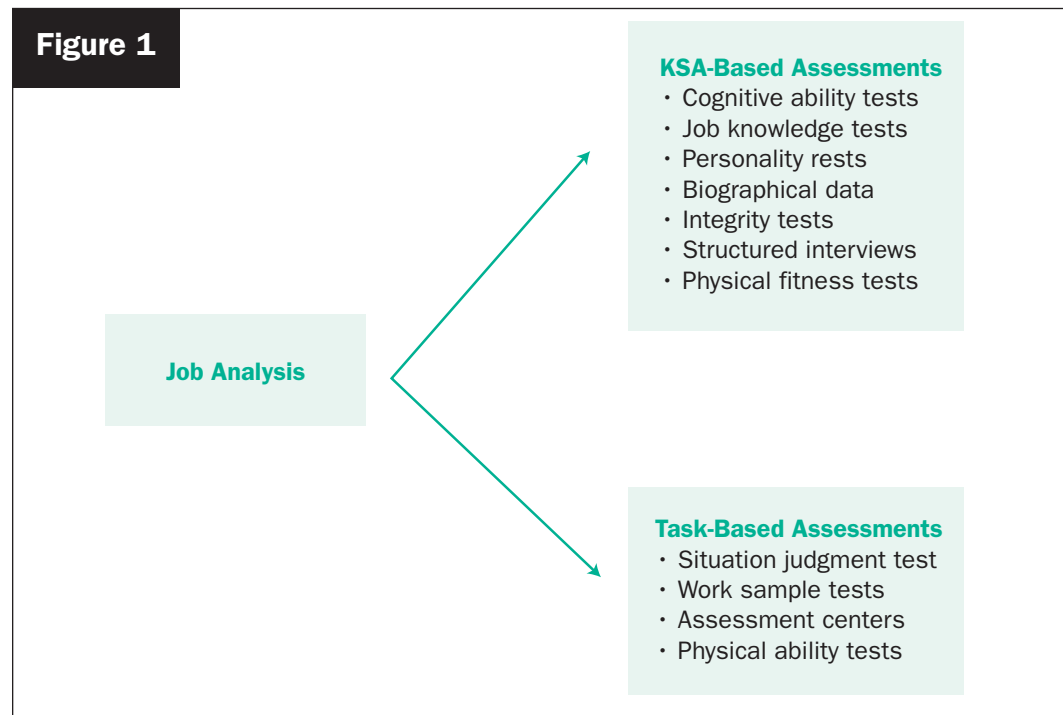 Figure 1
KSA-Based Assessments
• Cognitive ability tests
• Job knowledge tests
• Personality rests
• Biographical data
• Integrity tests
• Structured interviews
• Physical fitness tests
Job Analysis
Task-Based Assessments
• Situation judgment test
• Work sample tests
• Assessment centers
• Physical ability tests